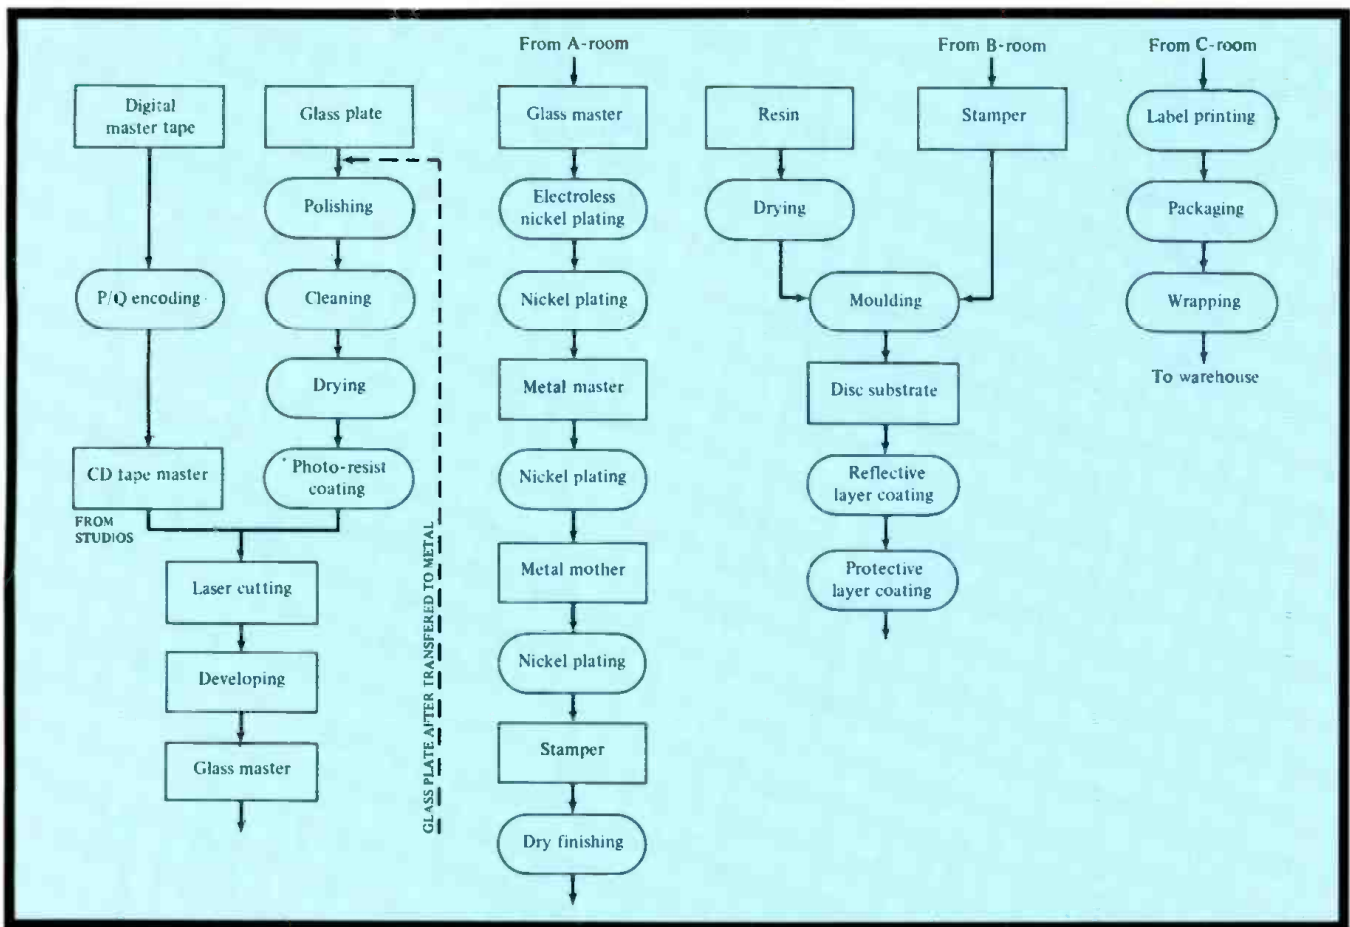 Digital
master tape
P/Q encoding
CD tape master
FROM
STUDIOS
Glass plate
Polishing
Cleaning
Drying
Photo-resist
coating
Laser cutting
Developing
Glass master
GLASS PLATE AFTER TRANSFERED TO METAL
From A-room
Glass master
Electroless
nickel plating
Nickel plating
Metal master
Nickel plating
Metal mother
Nickel plating
Stamper
Dry finishing
Resin
Drying
From B-room
Stamper
Moulding
Disc substrate
Reflective
layer coating
Protective
layer coating
From C-room
Label printing
Packaging
Wrapping
To warehouse